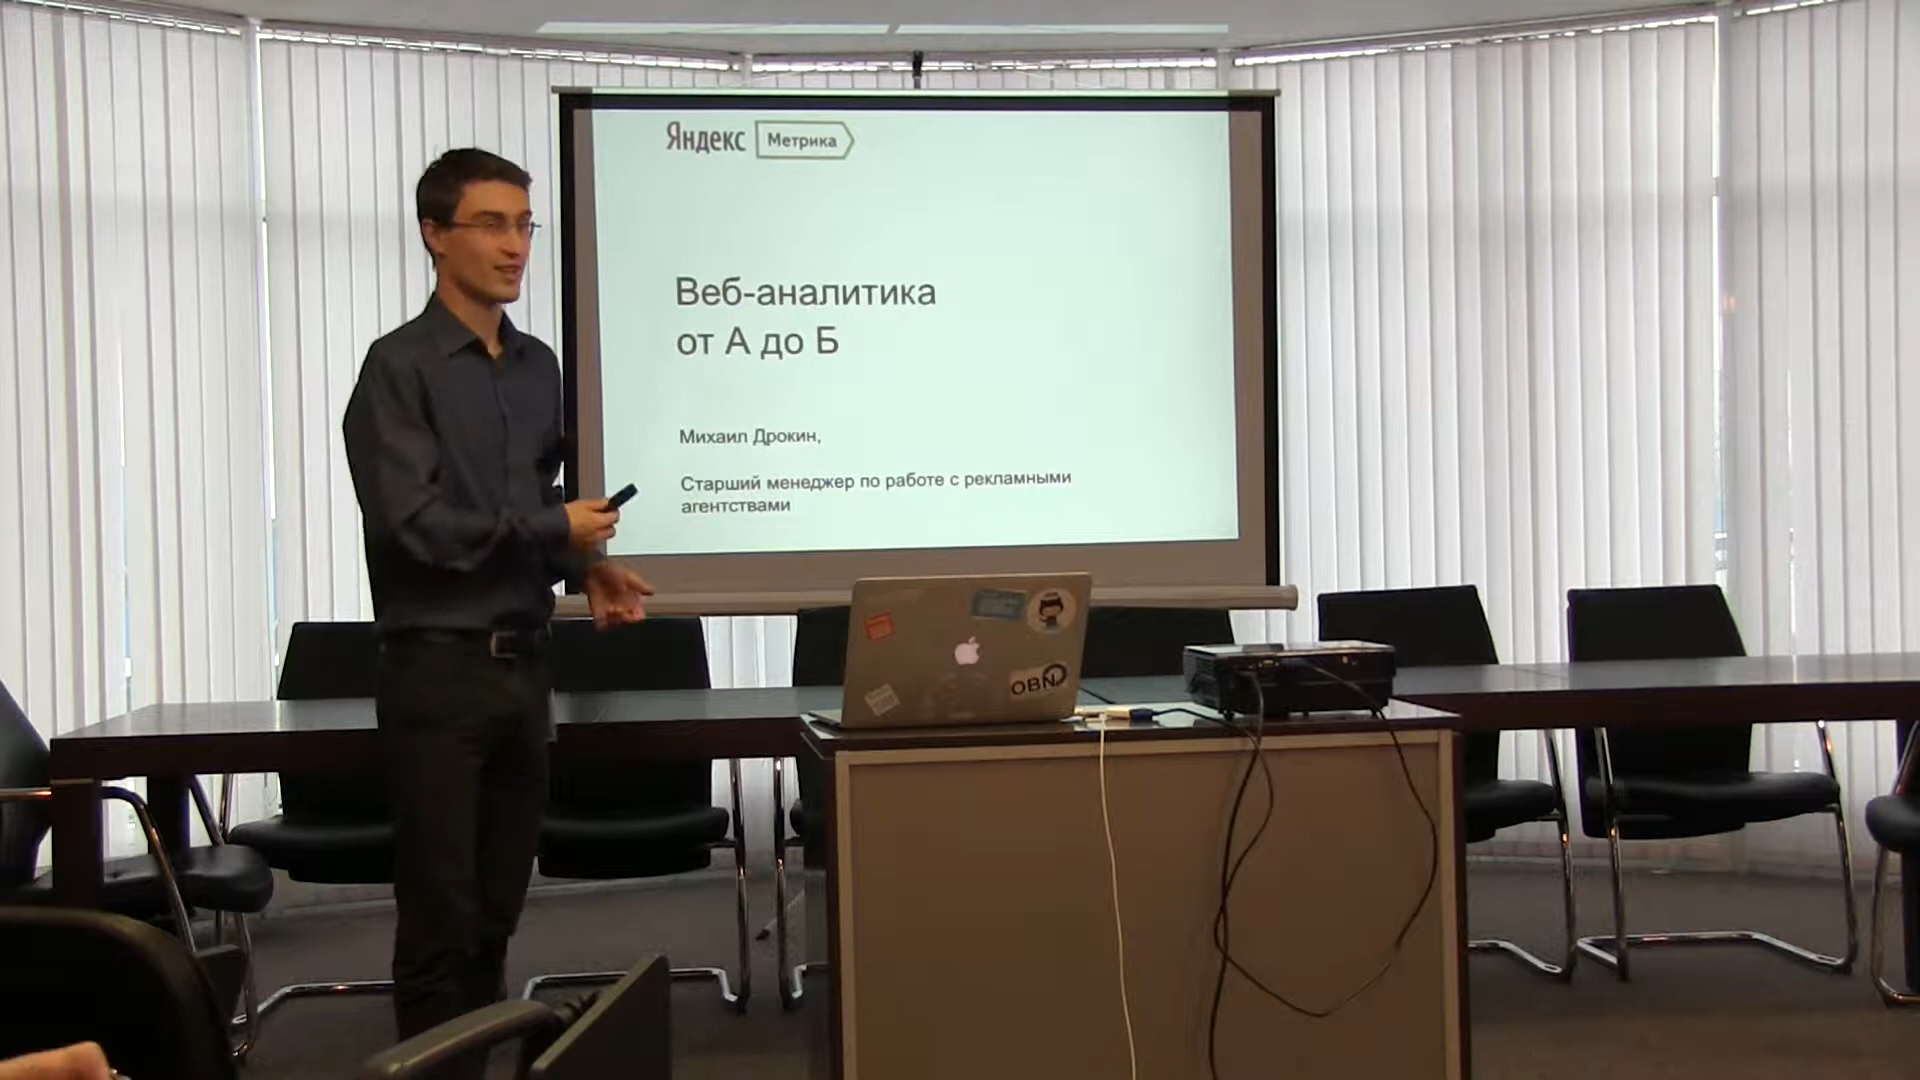 Яндекс Метрика
Веб-аналитика
от А до Б
Михаил Дрокин,
Старший менеджер по работе с рекламными
агентствами
OBN